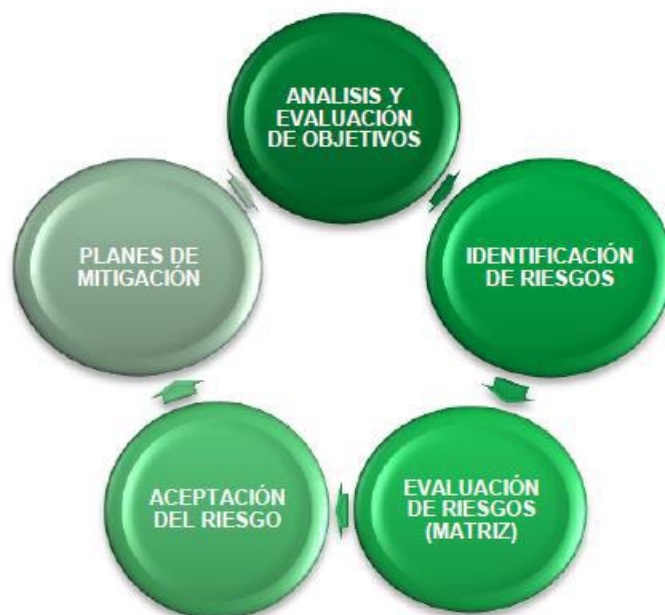 ANALISIS Y
EVALUACIÓN
DE OBJETIVOS
IDENTIFICACIÓN
DE RIESGOS
EVALUACIÓN
DE RIESGOS
(MATRIZ)
ACEPTACIÓN
DEL RIESGO
PLANES DE
MITIGACIÓN